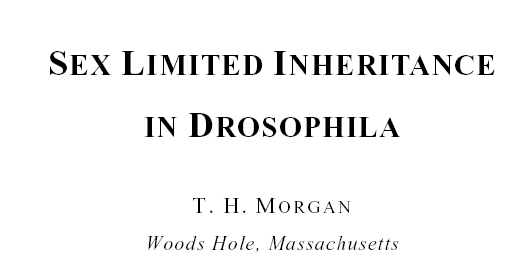 Sex Limited Inheritance
in Drosophila
T. H. Morgan
Woods Hole, Massachusetts